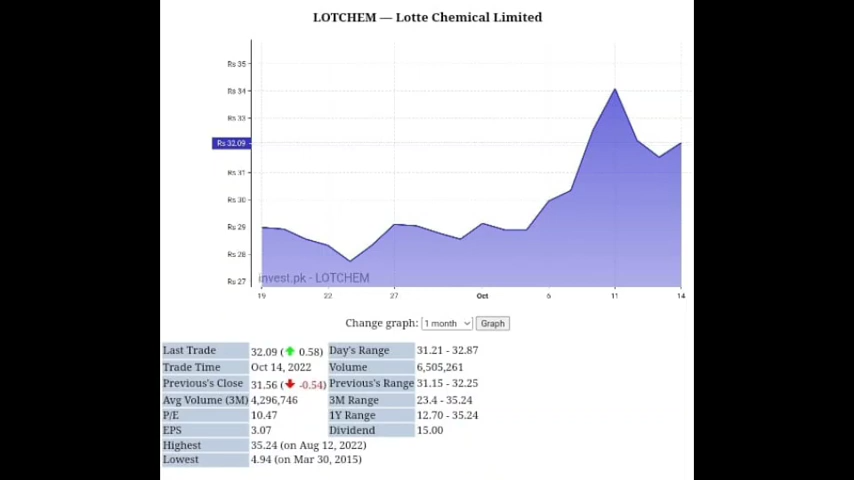 LOTCHEM — Lotte Chemical Limited
Rs 35
Rs 34
Rs 33
Rs 32.09
Rs 31
Rs 30
Rs 29
Rs 28
Rs 27
invest.pk - LOTCHEM
19 22 27 Oct 6 11 14
Change graph: 1 month Graph
Last Trade 32.09 ( 0.58) Day's Range 31.21 - 32.87
Trade Time Oct 14, 2022 Volume 6,505,261
Previous's Close 31.56 ( -0.54) Previous's Range 31.15 - 32.25
Avg Volume (3M) 4,296,746 3M Range 23.4 - 35.24
P/E 10.47 1Y Range 12.70 - 35.24
EPS 3.07 Dividend 15.00
Highest 35.24 (on Aug 12, 2022)
Lowest 4.94 (on Mar 30, 2015)